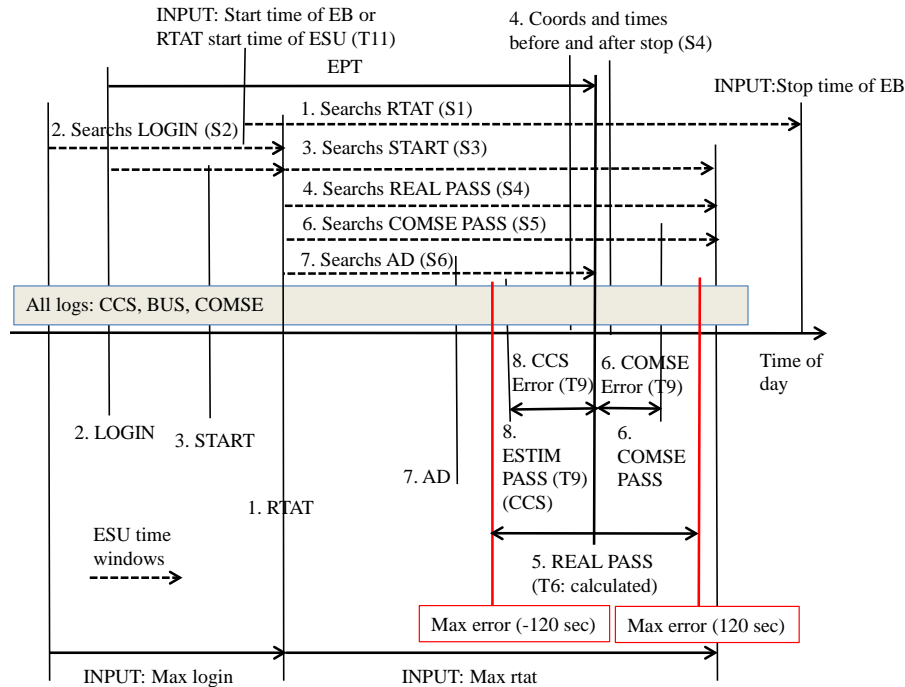 INPUT: Start time of EB or
RTAT start time of ESU (T11)
4. Coords and times
before and after stop (S4)
EPT
INPUT:Stop time of EB
1. Searchs RTAT (S1)
2. Searchs LOGIN (S2)
3. Searchs START (S3)
4. Searchs REAL PASS (S4)
6. Searchs COMSE PASS (S5)
7. Searchs AD (S6)
All logs: CCS, BUS, COMSE
Time of
day
8. CCS
Error (T9)
6. COMSE
Error (T9)
2. LOGIN
3. START
8.
ESTIM
PASS (T9)
(CCS)
6.
COMSE
PASS
7. AD
1. RTAT
ESU time
windows
5. REAL PASS
(T6: calculated)
Max error (-120 sec)
Max error (120 sec)
INPUT: Max login
INPUT: Max rtat